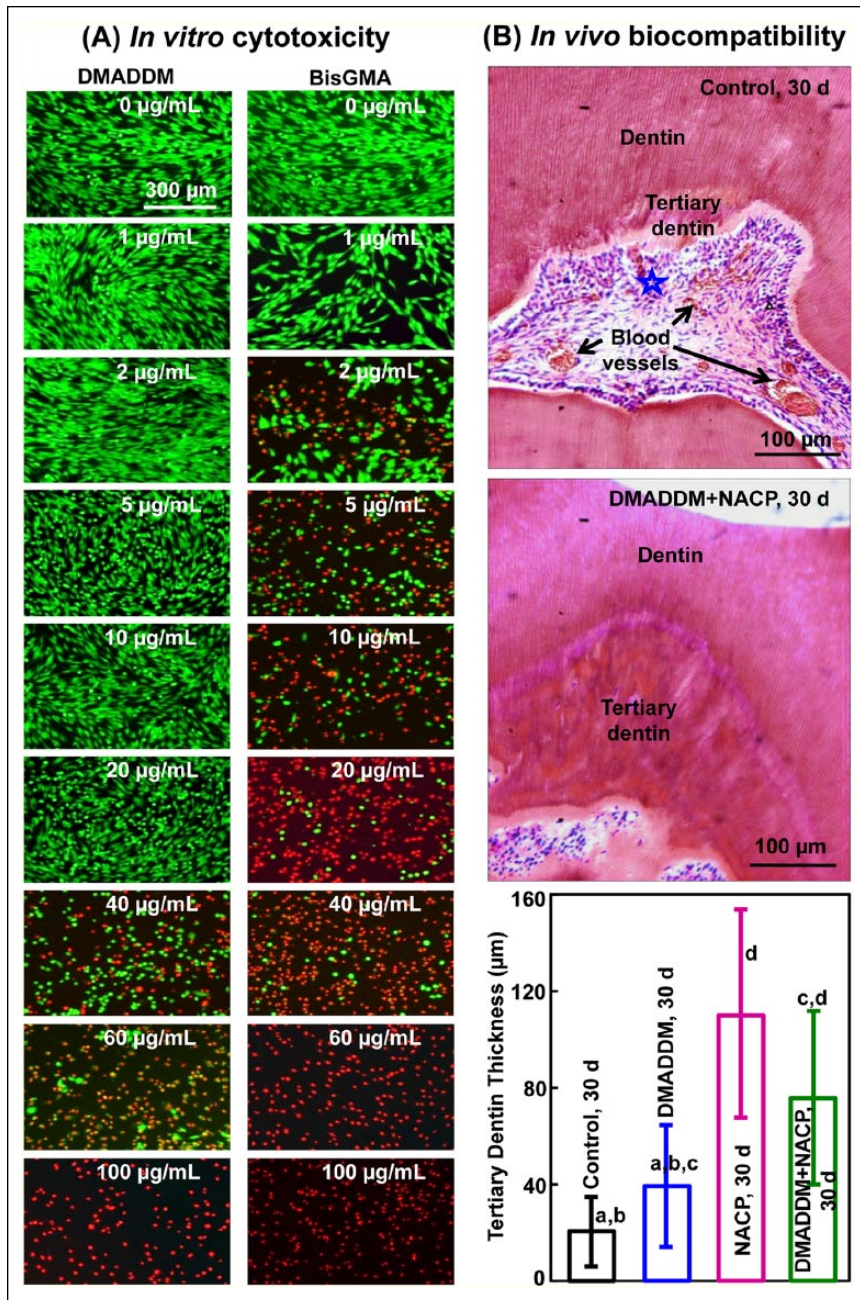 (A) In vitro cytotoxicity
DMADDM
BisGMA
0 µg/mL
300 µm
0 µg/mL
1 µg/mL
1 µg/mL
2 µg/mL
2 µg/mL
5 µg/mL
5 µg/mL
10 µg/mL
10 µg/mL
20 µg/mL
20 µg/mL
40 µg/mL
40 µg/mL
60 µg/mL
60 µg/mL
100 µg/mL
100 µg/mL
(B) In vivo biocompatibility
Control, 30 d
Dentin
Tertiary
dentin
Blood
vessels
100 µm
DMADDM+NACP, 30 d
Dentin
Tertiary
dentin
100 µm
Tertiary Dentin Thickness (µm)
160
120
80
40
0
Control, 30 d
a,b
DMADDM, 30 d
a,b,c
NACP, 30 d
d
DMADDM+NACP,
30 d
c,d